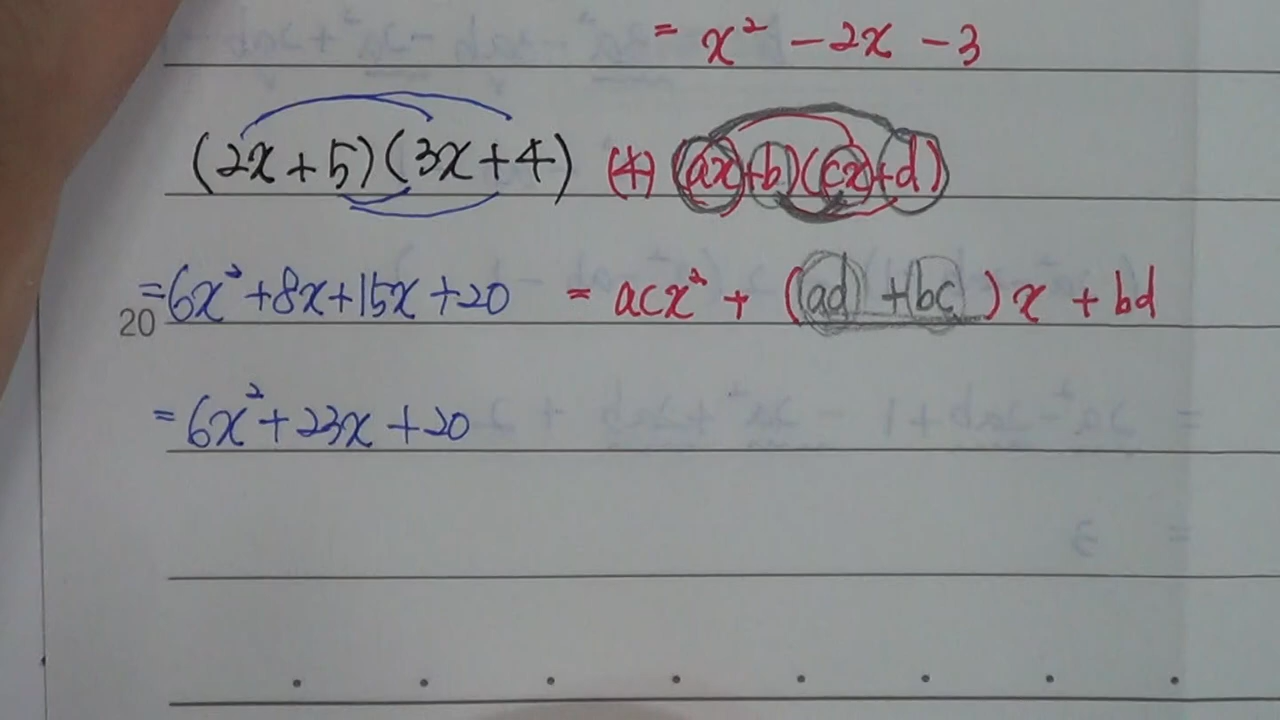 = x² - 2x - 3
(2x+5)(3x+4) (4) (ax+b)(cx+d)
=6x²+8x+15x+20 = acx² + (ad+bc)x + bd
20
=6x²+23x+20